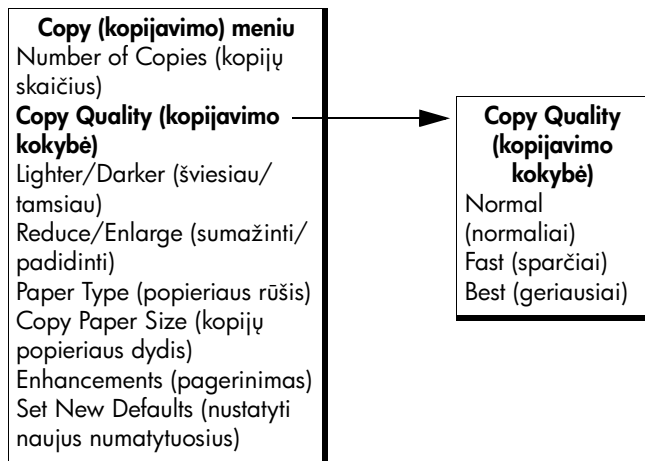 Copy (kopijavimo) meniu
Number of Copies (kopijų
skaičius)
Copy Quality (kopijavimo
kokybė)
Lighter/Darker (šviesiau/
tamsiau)
Reduce/Enlarge (sumažinti/
padidinti)
Paper Type (popieriaus rūšis)
Copy Paper Size (kopijų
popieriaus dydis)
Enhancements (pagerinimas)
Set New Defaults (nustatyti
naujus numatytuosius)
Copy Quality
(kopijavimo
kokybė)
Normal
(normaliai)
Fast (sparčiai)
Best (geriausiai)